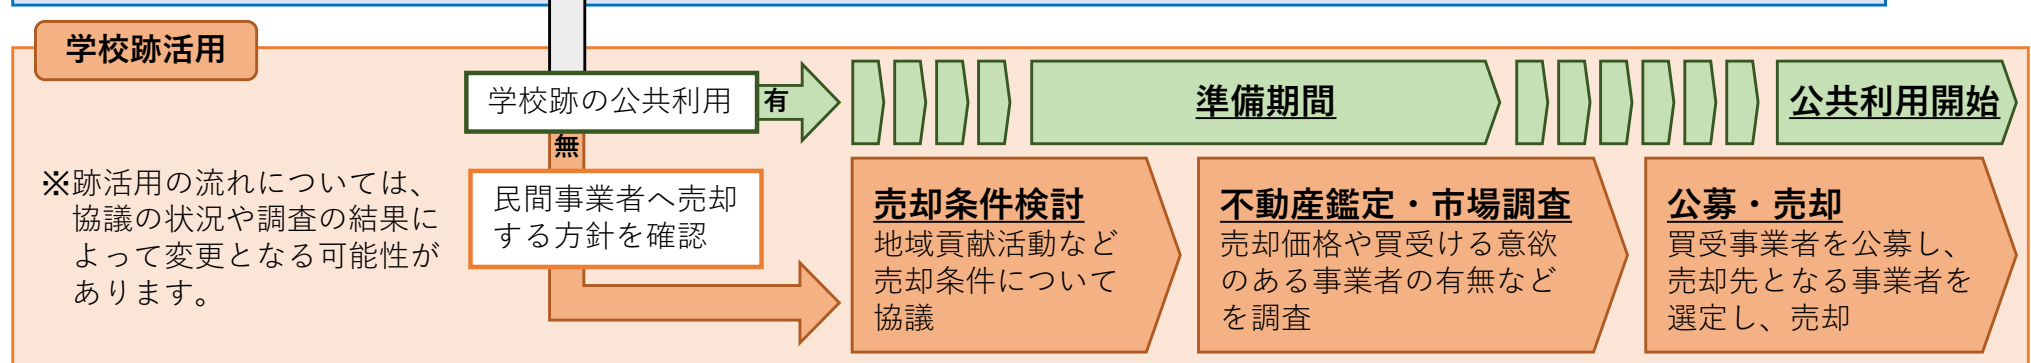 学校跡活用
学校跡の公共利用
有
準備期間
公共利用開始
無
※跡活用の流れについては、
協議の状況や調査の結果に
よって変更となる可能性が
あります。
民間事業者へ売却
する方針を確認
売却条件検討
地域貢献活動など
売却条件について
協議
不動産鑑定・市場調査
売却価格や買受ける意欲
のある事業者の有無など
を調査
公募・売却
買受事業者を公募し、
売却先となる事業者を
選定し、売却